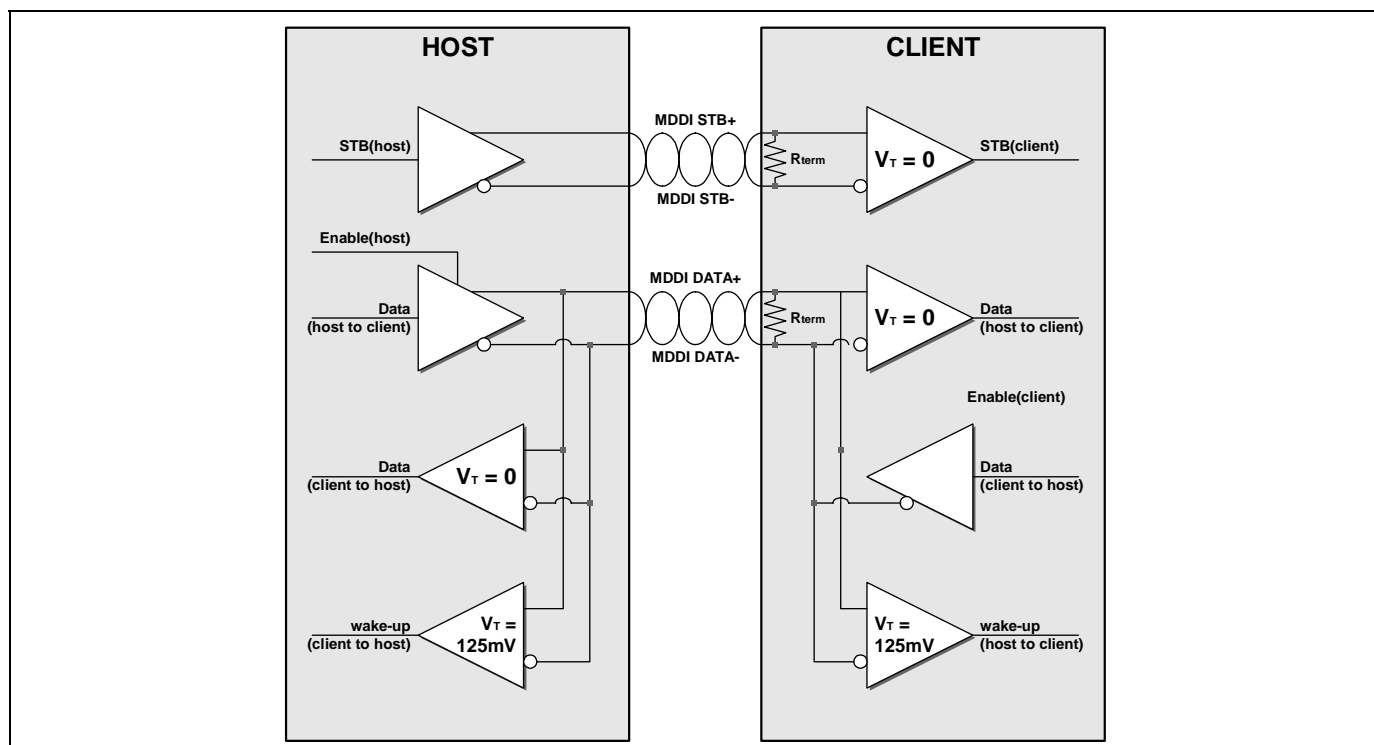 HOST
CLIENT
MDDI STB+
STB(host)
Rterm
VT = 0
STB(client)
MDDI STB-
Enable(host)
MDDI DATA+
Data
(host to client)
Rterm
VT = 0
Data
(host to client)
MDDI DATA-
Enable(client)
Data
(client to host)
VT = 0
Data
(client to host)
wake-up
(client to host)
VT =
125mV
VT =
125mV
wake-up
(host to client)